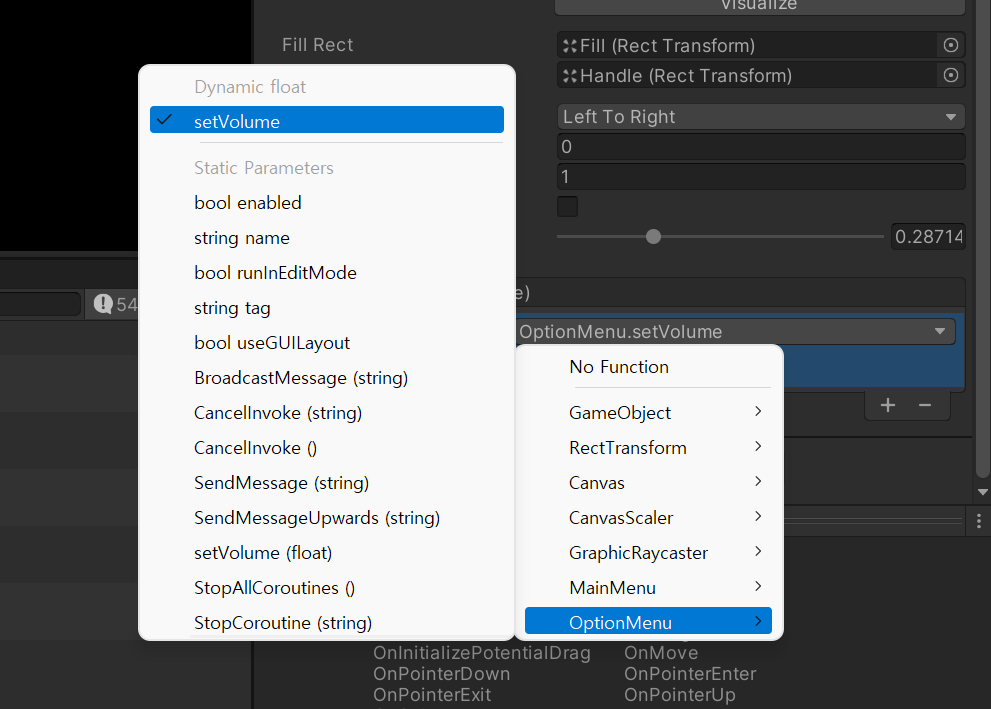 Visualize
Fill Rect
Fill (Rect Transform)
Handle (Rect Transform)
Left To Right
0
1
0.28714
e)
54
OptionMenu.setVolume
Dynamic float
setVolume
Static Parameters
bool enabled
string name
bool runInEditMode
string tag
bool useGUILayout
BroadcastMessage (string)
CancelInvoke (string)
CancelInvoke ()
SendMessage (string)
SendMessageUpwards (string)
setVolume (float)
StopAllCoroutines ()
StopCoroutine (string)
No Function
GameObject
RectTransform
Canvas
CanvasScaler
GraphicRaycaster
MainMenu
OptionMenu
OnInitializePotentialDrag OnMove
OnPointerDown OnPointerEnter
OnPointerExit OnPointerUp